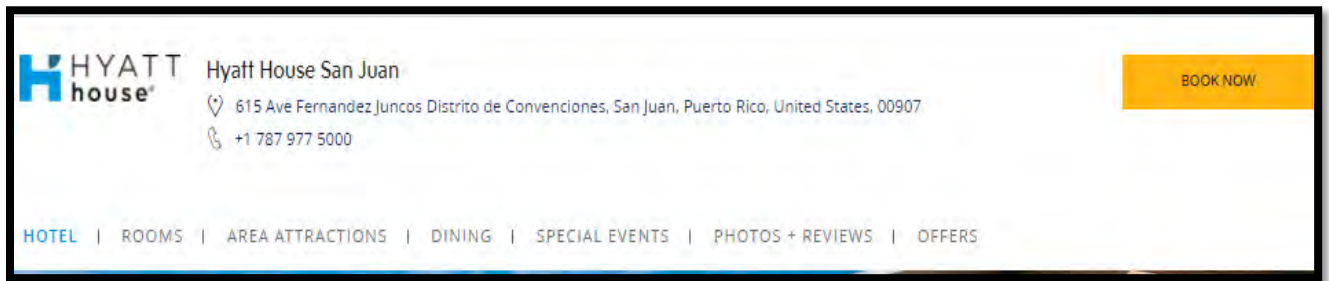 HYATT
house®
Hyatt House San Juan
615 Ave Fernandez Juncos Distrito de Convenciones, San Juan, Puerto Rico, United States, 00907
+1 787 977 5000
BOOK NOW
HOTEL | ROOMS | AREA ATTRACTIONS | DINING | SPECIAL EVENTS | PHOTOS + REVIEWS | OFFERS